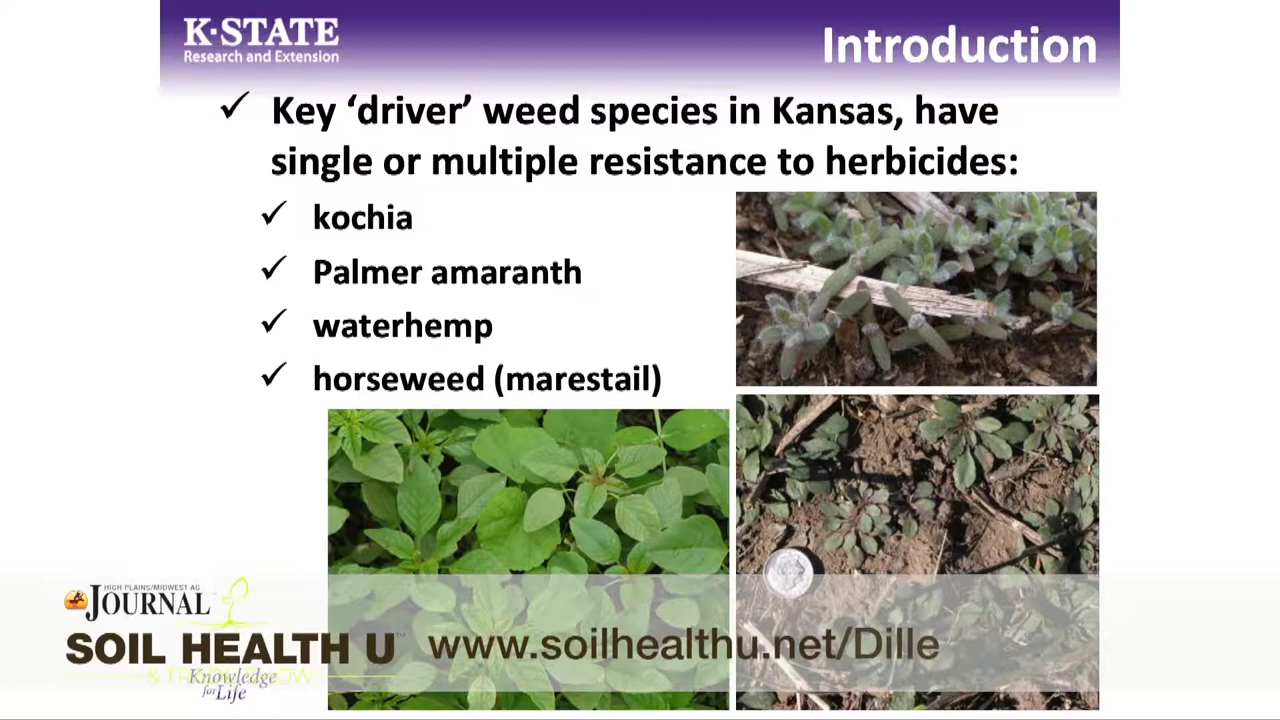 K-STATE
Research and Extension
Introduction
✓ Key ‘driver’ weed species in Kansas, have
single or multiple resistance to herbicides:
✓ kochia
✓ Palmer amaranth
✓ waterhemp
✓ horseweed (marestail)
HIGH PLAINS/MIDWEST AG
JOURNAL
SOIL HEALTH U™
www.soilhealthu.net/Dille
Knowledge
for Life